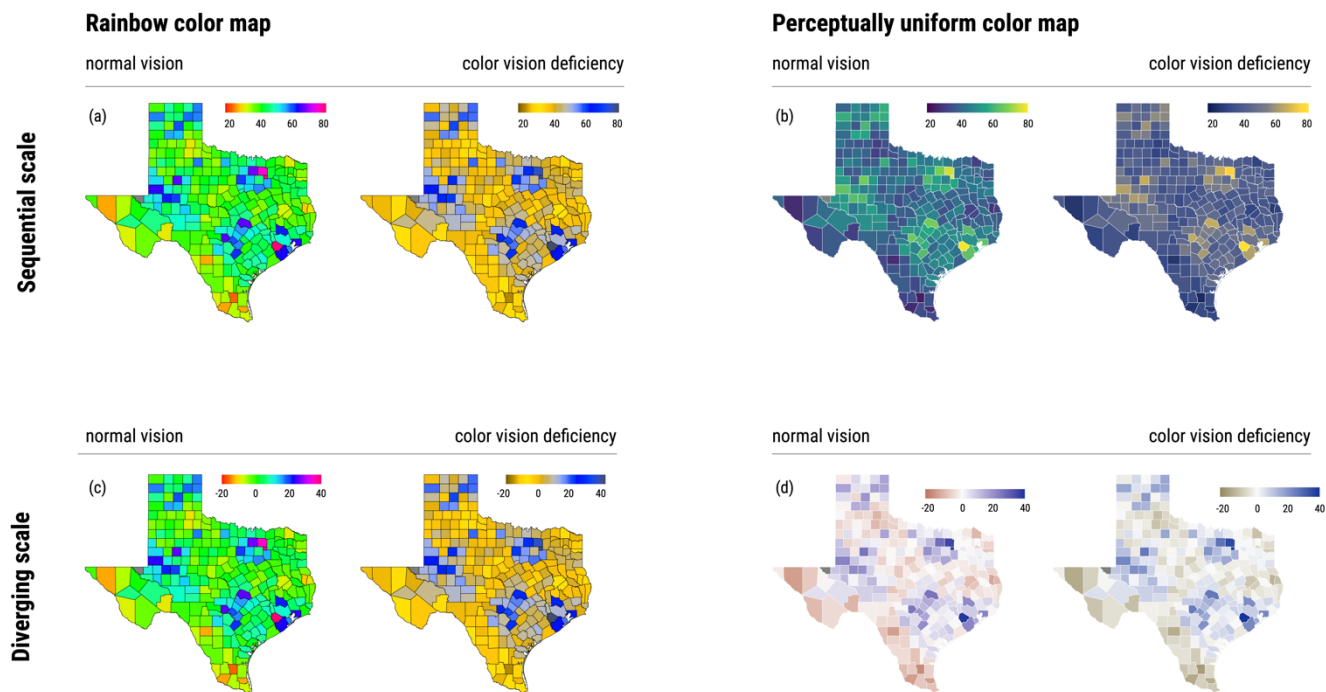 Rainbow color map
Perceptually uniform color map
normal vision
color vision deficiency
normal vision
color vision deficiency
Sequential scale
(a)
20 40 60 80
20 40 60 80
(b)
20 40 60 80
20 40 60 80
normal vision
color vision deficiency
normal vision
color vision deficiency
Diverging scale
(c)
-20 0 20 40
-20 0 20 40
(d)
-20 0 20 40
-20 0 20 40